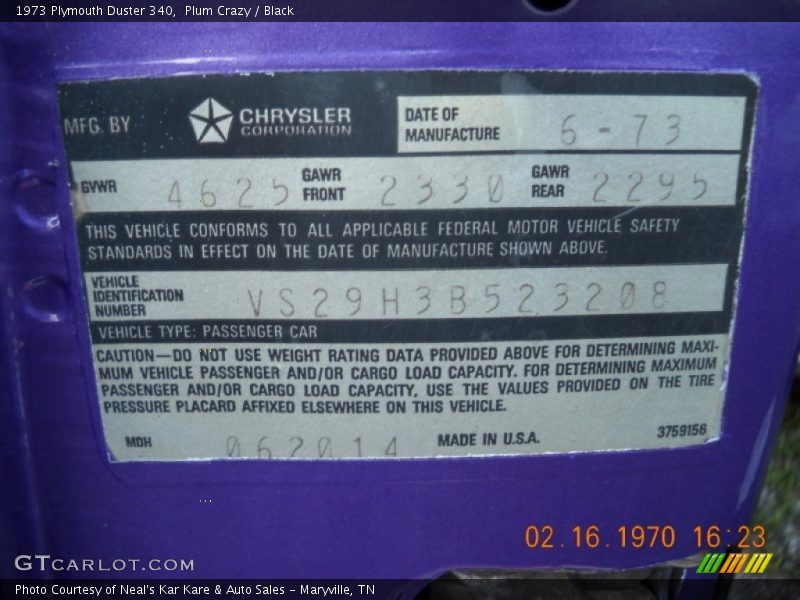 1973 Plymouth Duster 340,  Plum Crazy / Black
MFG. BY CHRYSLER CORPORATION
DATE OF MANUFACTURE 6-73
GVWR 4625 GAWR FRONT 2330 GAWR REAR 2295
THIS VEHICLE CONFORMS TO ALL APPLICABLE FEDERAL MOTOR VEHICLE SAFETY
STANDARDS IN EFFECT ON THE DATE OF MANUFACTURE SHOWN ABOVE.
VEHICLE
IDENTIFICATION
NUMBER VS29H3B523208
VEHICLE TYPE: PASSENGER CAR
CAUTION—DO NOT USE WEIGHT RATING DATA PROVIDED ABOVE FOR DETERMINING MAXI-
MUM VEHICLE PASSENGER AND/OR CARGO LOAD CAPACITY. FOR DETERMINING MAXIMUM
PASSENGER AND/OR CARGO LOAD CAPACITY, USE THE VALUES PROVIDED ON THE TIRE
PRESSURE PLACARD AFFIXED ELSEWHERE ON THIS VEHICLE.
MDH 062014 MADE IN U.S.A. 3759156
02.16.1970 16:23
GTCARLOT.COM
Photo Courtesy of Neal's Kar Kare & Auto Sales - Maryville, TN